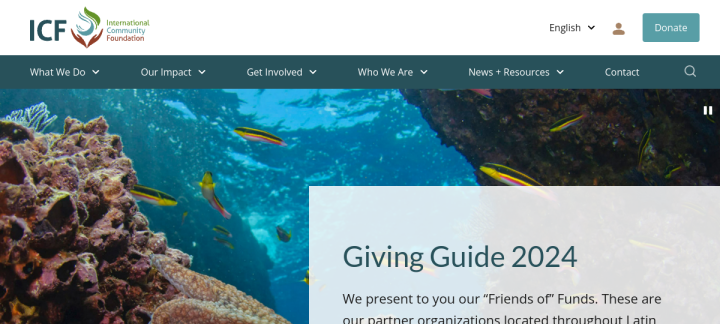 ICF International
Community
Foundation
English
Donate
What We Do
Our Impact
Get Involved
Who We Are
News + Resources
Contact
Giving Guide 2024
We present to you our “Friends of” Funds. These are
our partner organizations located throughout Latin